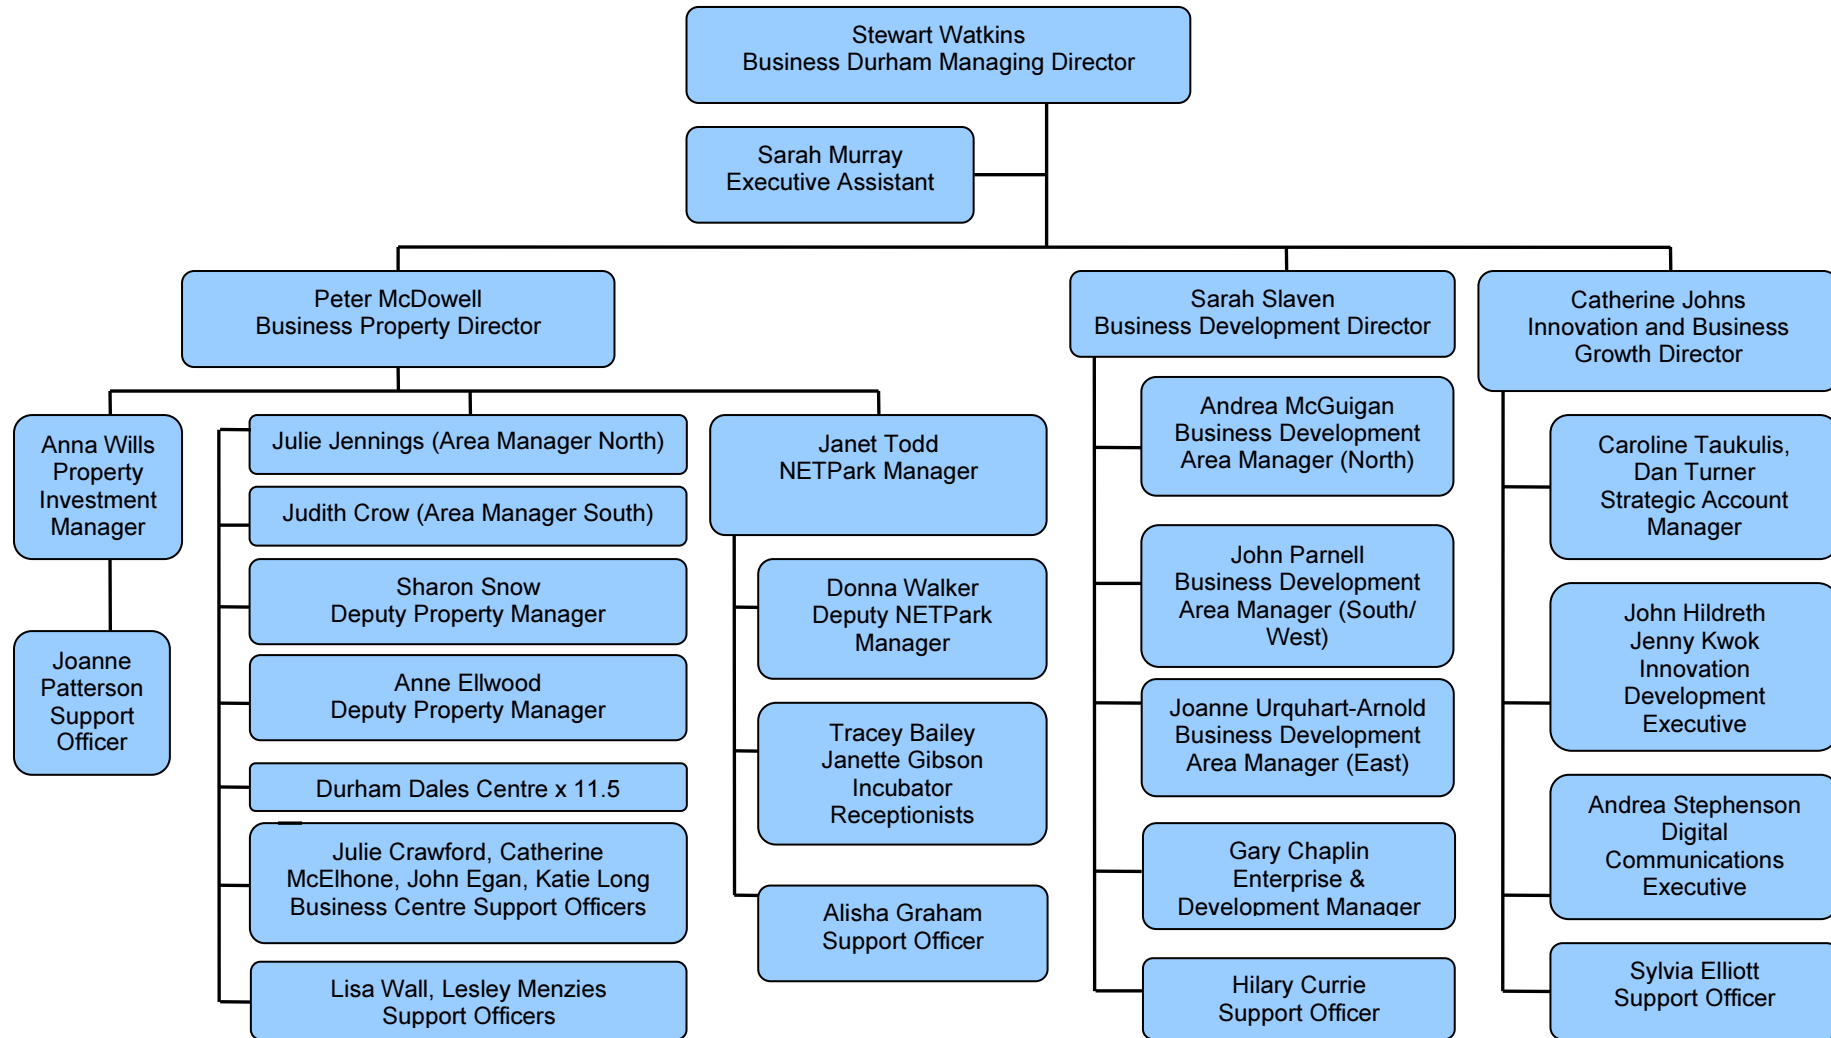 Stewart Watkins
Business Durham Managing Director
Sarah Murray
Executive Assistant
Peter McDowell
Business Property Director
Sarah Slaven
Business Development Director
Catherine Johns
Innovation and Business
Growth Director
Anna Wills
Property
Investment
Manager
Joanne
Patterson
Support
Officer
Julie Jennings (Area Manager North)
Judith Crow (Area Manager South)
Sharon Snow
Deputy Property Manager
Anne Ellwood
Deputy Property Manager
Durham Dales Centre x 11.5
Julie Crawford, Catherine
McElhone, John Egan, Katie Long
Business Centre Support Officers
Lisa Wall, Lesley Menzies
Support Officers
Janet Todd
NETPark Manager
Donna Walker
Deputy NETPark
Manager
Tracey Bailey
Janette Gibson
Incubator
Receptionists
Alisha Graham
Support Officer
Andrea McGuigan
Business Development
Area Manager (North)
John Parnell
Business Development
Area Manager (South/
West)
Joanne Urquhart-Arnold
Business Development
Area Manager (East)
Gary Chaplin
Enterprise &
Development Manager
Hilary Currie
Support Officer
Caroline Taukulis,
Dan Turner
Strategic Account
Manager
John Hildreth
Jenny Kwok
Innovation
Development
Executive
Andrea Stephenson
Digital
Communications
Executive
Sylvia Elliott
Support Officer